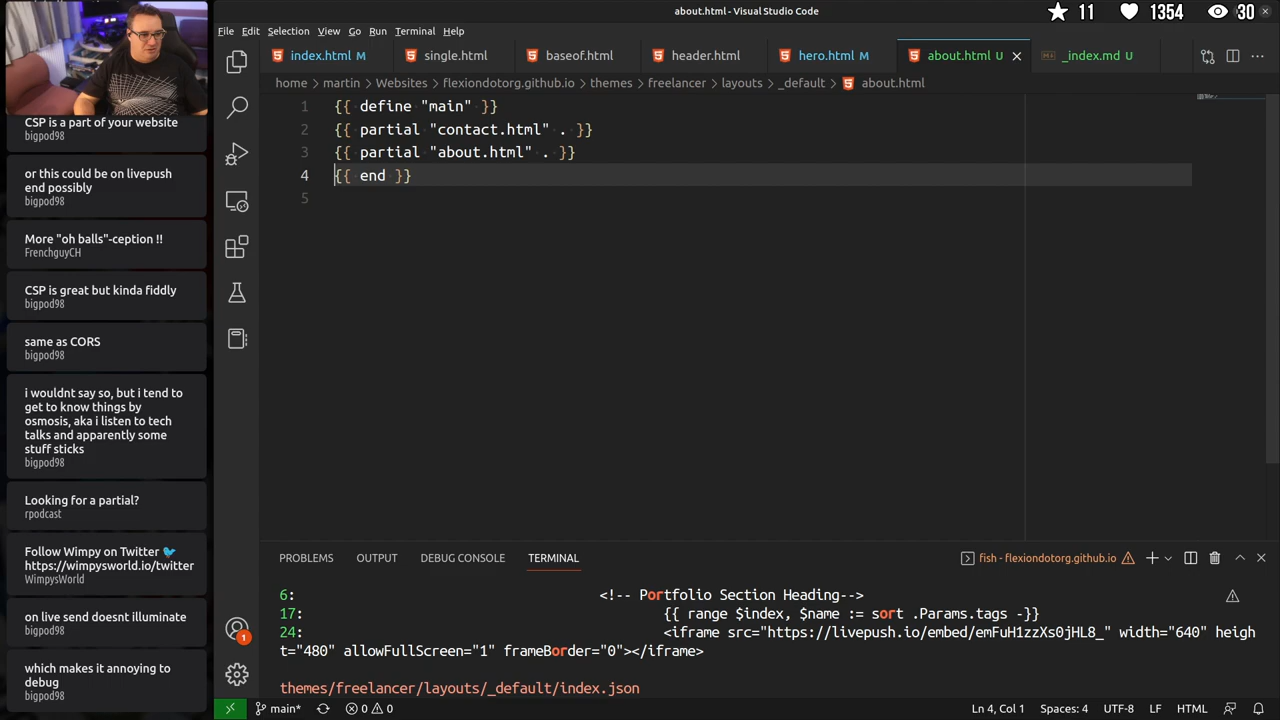 about.html - Visual Studio Code
11
1354
30
File Edit Selection View Go Run Terminal Help
index.html M
single.html
baseof.html
header.html
hero.html M
about.html U
_index.md U
home martin Websites flexiondotorg.github.io themes freelancer layouts _default about.html
1 {{ define "main" }}
2 {{ partial "contact.html" . }}
3 {{ partial "about.html" . }}
4 {{ end }}
5
CSP is a part of your website
bigpod98
or this could be on livepush
end possibly
bigpod98
More "oh balls"-ception !!
FrenchguyCH
CSP is great but kinda fiddly
bigpod98
same as CORS
bigpod98
i wouldnt say so, but i tend to
get to know things by
osmosis, aka i listen to tech
talks and apparently some
stuff sticks
bigpod98
Looking for a partial?
rpodcast
Follow Wimpy on Twitter 🐦
https://wimpysworld.io/twitter
WimpysWorld
on live send doesnt illuminate
bigpod98
which makes it annoying to
debug
bigpod98
1
PROBLEMS OUTPUT DEBUG CONSOLE TERMINAL
fish - flexiondotorg.github.io
6: <!-- Portfolio Section Heading-->
17: {{ range $index, $name := sort .Params.tags -}}
24: <iframe src="https://livepush.io/embed/emFuH1zzXs0jHL8_" width="640" heigh
t="480" allowFullScreen="1" frameBorder="0"></iframe>
themes/freelancer/layouts/_default/index.json
main* 0 0
Ln 4, Col 1 Spaces: 4 UTF-8 LF HTML